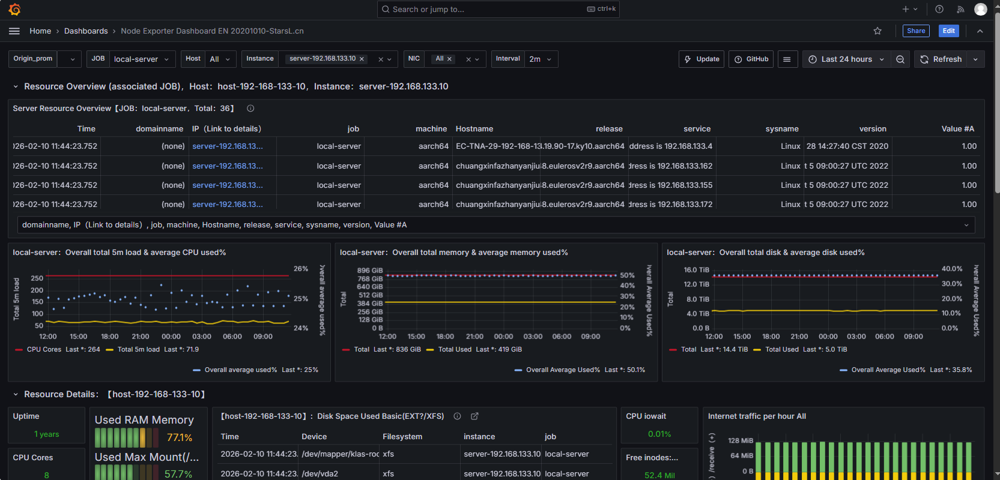 Search or jump to...
ctrl+k
Home › Dashboards › Node Exporter Dashboard EN 20201010-StarsL.cn
Share
Edit
Origin_prom
JOB local-server
Host All
Instance server-192.168.133.10
NIC All
Interval 2m
Update
GitHub
Last 24 hours
Refresh
Resource Overview (associated JOB)，Host：host-192-168-133-10，Instance：server-192.168.133.10
Server Resource Overview【JOB：local-server，Total：36】
Time domainname IP（Link to details） job machine Hostname release service sysname version Value #A
26-02-10 11:44:23.752 (none) server-192.168.13... local-server aarch64 EC-TNA-29-192-168-13 .19.90-17.ky10.aarch64 ddress is 192.168.133.4 Linux 28 14:27:40 CST 2020 1.00
26-02-10 11:44:23.752 (none) server-192.168.13... local-server aarch64 chuangxinfazhanyanjiu 8.eulerosv2r9.aarch64 dress is 192.168.133.162 Linux t 5 09:00:27 UTC 2022 1.00
26-02-10 11:44:23.752 (none) server-192.168.13... local-server aarch64 chuangxinfazhanyanjiu 8.eulerosv2r9.aarch64 dress is 192.168.133.155 Linux t 5 09:00:27 UTC 2022 1.00
26-02-10 11:44:23.752 (none) server-192.168.13... local-server aarch64 chuangxinfazhanyanjiu 8.eulerosv2r9.aarch64 dress is 192.168.133.172 Linux t 5 09:00:27 UTC 2022 1.00
domainname, IP（Link to details）, job, machine, Hostname, release, service, sysname, version, Value #A
local-server：Overall total 5m load & average CPU used%
Total 5m load
250
200
150
100
50
26%
25%
24%
Overall average used%
12:00 15:00 18:00 21:00 00:00 03:00 06:00 09:00
CPU Cores Last *: 264 Total 5m load Last *: 71.9
Overall average used% Last *: 25%
local-server：Overall total memory & average memory used%
Total
896 GiB
768 GiB
640 GiB
512 GiB
384 GiB
256 GiB
128 GiB
0 B
50%
40%
30%
20%
10%
0%
Overall Average Used%
12:00 15:00 18:00 21:00 00:00 03:00 06:00 09:00
Total Last *: 836 GiB Total Used Last *: 419 GiB
Overall Average Used% Last *: 50.1%
local-server：Overall total disk & average disk used%
Total
16.0 TiB
12.0 TiB
8.0 TiB
4.0 TiB
0.0 B
40.0%
30.0%
20.0%
10.0%
0.0%
Overall Average Used%
12:00 15:00 18:00 21:00 00:00 03:00 06:00 09:00
Total Last *: 14.4 TiB Total Used Last *: 5.0 TiB
Overall Average Used% Last *: 35.8%
Resource Details：【host-192-168-133-10】
Uptime
1 years
CPU Cores
8
Used RAM Memory
77.1%
Used Max Mount(/...
57.7%
【host-192-168-133-10】：Disk Space Used Basic(EXT?/XFS)
Time Device Filesystem instance job
2026-02-10 11:44:23. /dev/mapper/klas-roo xfs server-192.168.133.10 local-server
2026-02-10 11:44:23. /dev/vda2 xfs server-192.168.133.10 local-server
CPU iowait
0.01%
Free inodes:...
52.4 Mil
Internet traffic per hour All
) /receive (+)
128 MiB
64 MiB
0 B